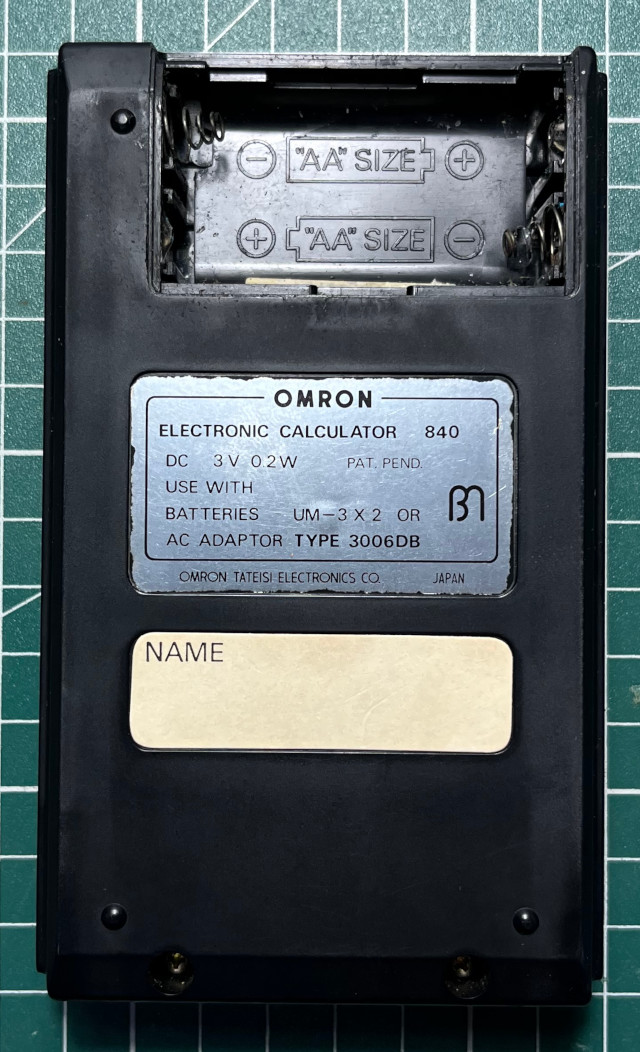 − "AA" SIZE +
+ "AA" SIZE −
OMRON
ELECTRONIC CALCULATOR 840
DC 3V 0.2W PAT. PEND.
USE WITH
BATTERIES UM-3 X 2 OR
AC ADAPTOR TYPE 3006DB
OMRON TATEISI ELECTRONICS CO. JAPAN
NAME